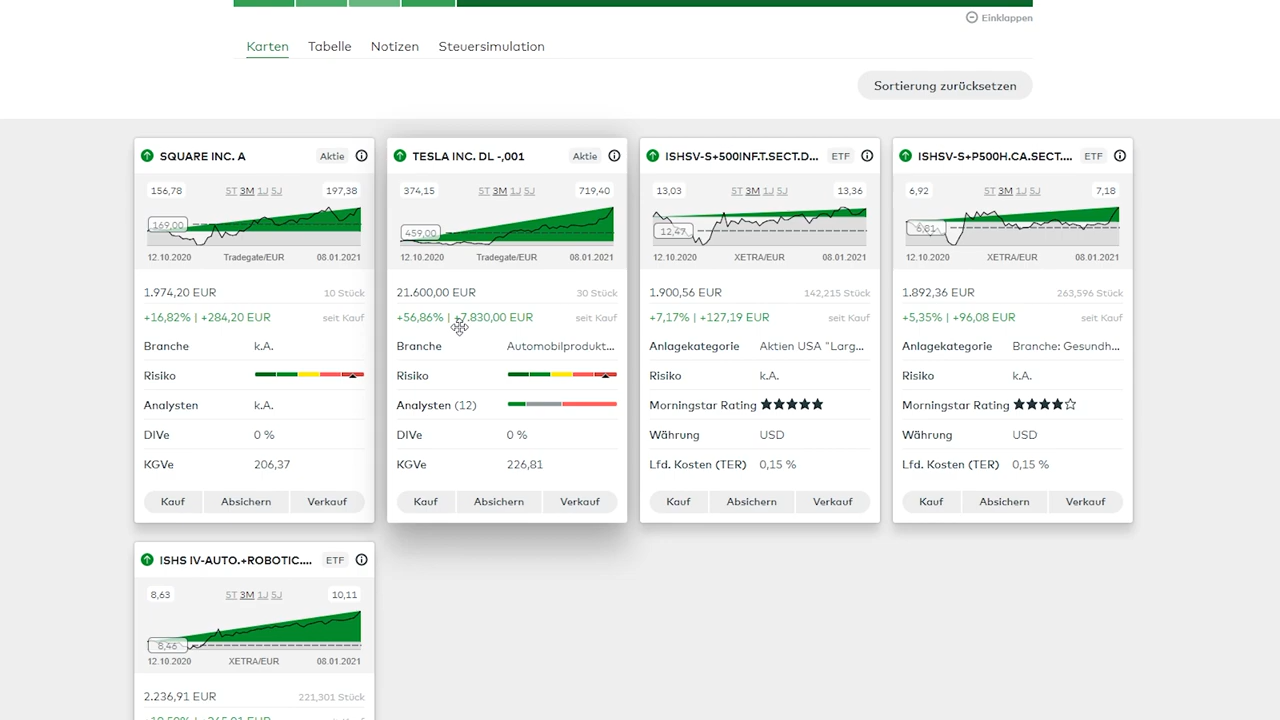 Einklappen
Karten Tabelle Notizen Steuersimulation
Sortierung zurücksetzen
SQUARE INC. A Aktie
156,78 5T 3M 1J 5J 197,38
169,00
12.10.2020 Tradegate/EUR 08.01.2021
1.974,20 EUR 10 Stück
+16,82% | +284,20 EUR seit Kauf
Branche k.A.
Risiko
Analysten k.A.
DIVe 0 %
KGVe 206,37
Kauf Absichern Verkauf
TESLA INC. DL -,001 Aktie
374,15 5T 3M 1J 5J 719,40
459,00
12.10.2020 Tradegate/EUR 08.01.2021
21.600,00 EUR 30 Stück
+56,86% | +7.830,00 EUR seit Kauf
Branche Automobilprodukt...
Risiko
Analysten (12)
DIVe 0 %
KGVe 226,81
Kauf Absichern Verkauf
ISHSV-S+500INF.T.SECT.D... ETF
13,03 5T 3M 1J 5J 13,36
12,47
12.10.2020 XETRA/EUR 08.01.2021
1.900,56 EUR 142,215 Stück
+7,17% | +127,19 EUR seit Kauf
Anlagekategorie Aktien USA "Larg...
Risiko k.A.
Morningstar Rating ★★★★★
Währung USD
Lfd. Kosten (TER) 0,15 %
Kauf Absichern Verkauf
ISHSV-S+P500H.CA.SECT.... ETF
6,92 5T 3M 1J 5J 7,18
6,81
12.10.2020 XETRA/EUR 08.01.2021
1.892,36 EUR 263,596 Stück
+5,35% | +96,08 EUR seit Kauf
Anlagekategorie Branche: Gesundh...
Risiko k.A.
Morningstar Rating ★★★★☆
Währung USD
Lfd. Kosten (TER) 0,15 %
Kauf Absichern Verkauf
ISHS IV-AUTO.+ROBOTIC.... ETF
8,63 5T 3M 1J 5J 10,11
8,46
12.10.2020 XETRA/EUR 08.01.2021
2.236,91 EUR 221,301 Stück